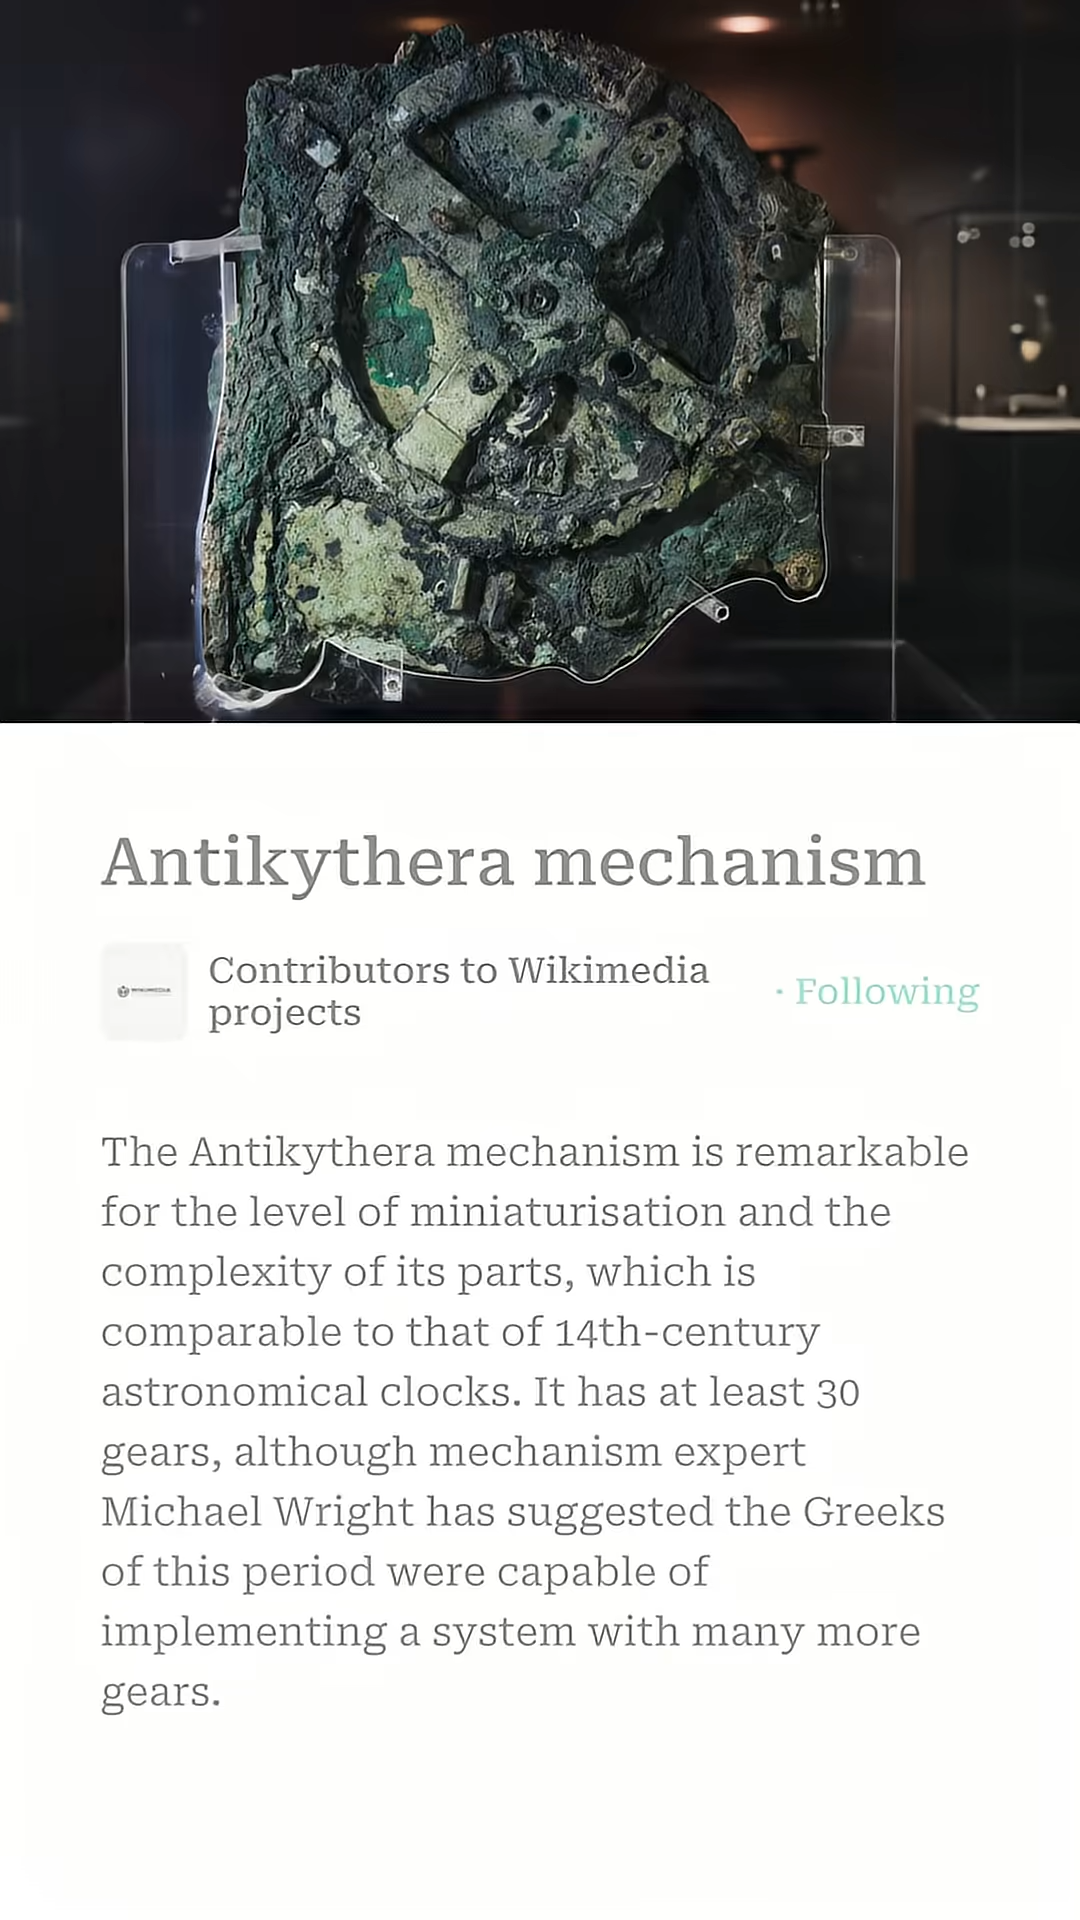 Antikythera mechanism
Contributors to Wikimedia
projects
· Following
The Antikythera mechanism is remarkable
for the level of miniaturisation and the
complexity of its parts, which is
comparable to that of 14th-century
astronomical clocks. It has at least 30
gears, although mechanism expert
Michael Wright has suggested the Greeks
of this period were capable of
implementing a system with many more
gears.